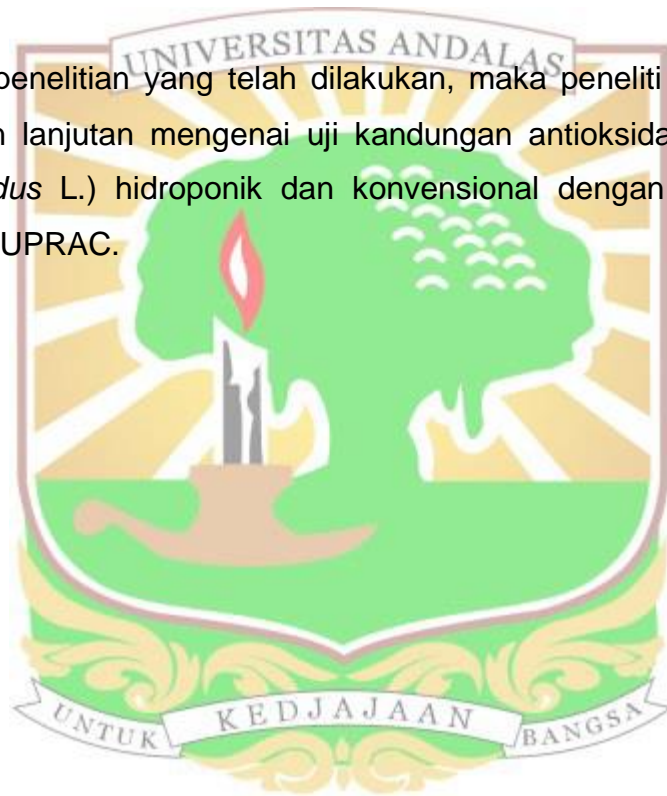 UNIVERSITAS ANDALAS
penelitian yang telah dilakukan, maka peneliti
n lanjutan mengenai uji kandungan antioksida
dus L.) hidroponik dan konvensional dengan
UPRAC.
UNTUK KEDJAJAAN BANGSA